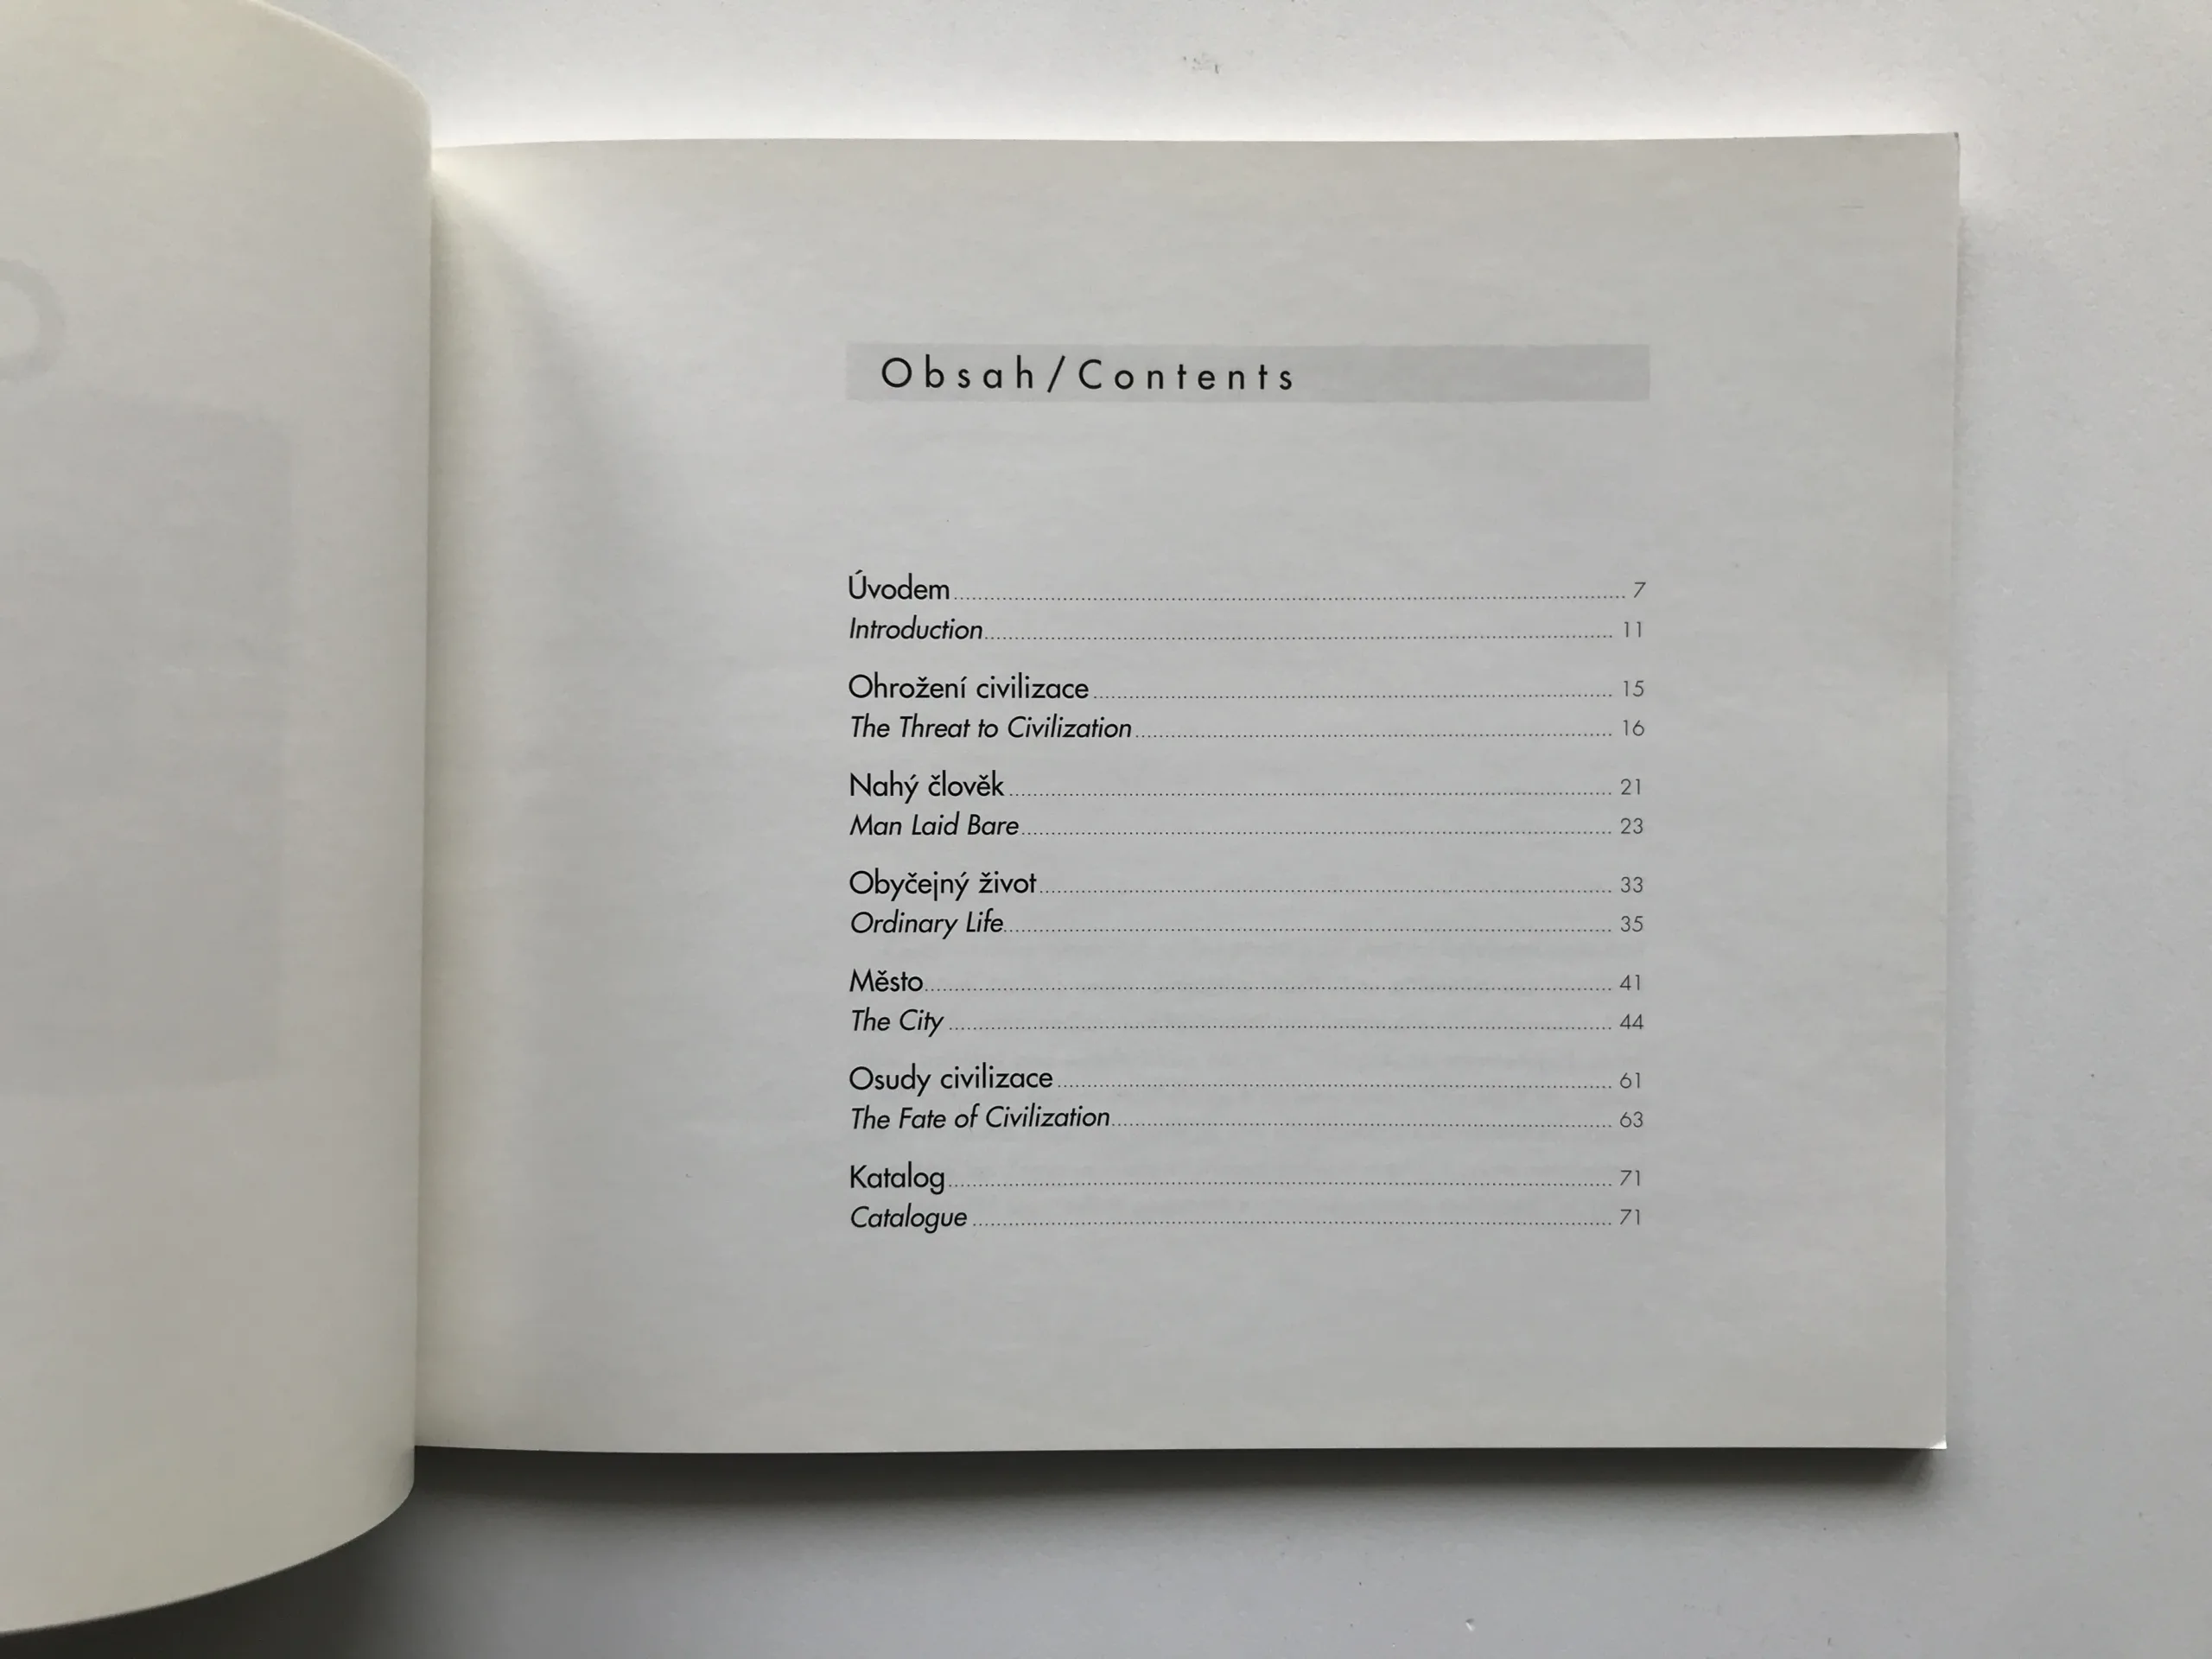 Obsah/Contents
Úvodem 7
Introduction 11
Ohrožení civilizace 15
The Threat to Civilization 16
Nahý člověk 21
Man Laid Bare 23
Obyčejný život 33
Ordinary Life 35
Město 41
The City 44
Osudy civilizace 61
The Fate of Civilization 63
Katalog 71
Catalogue 71